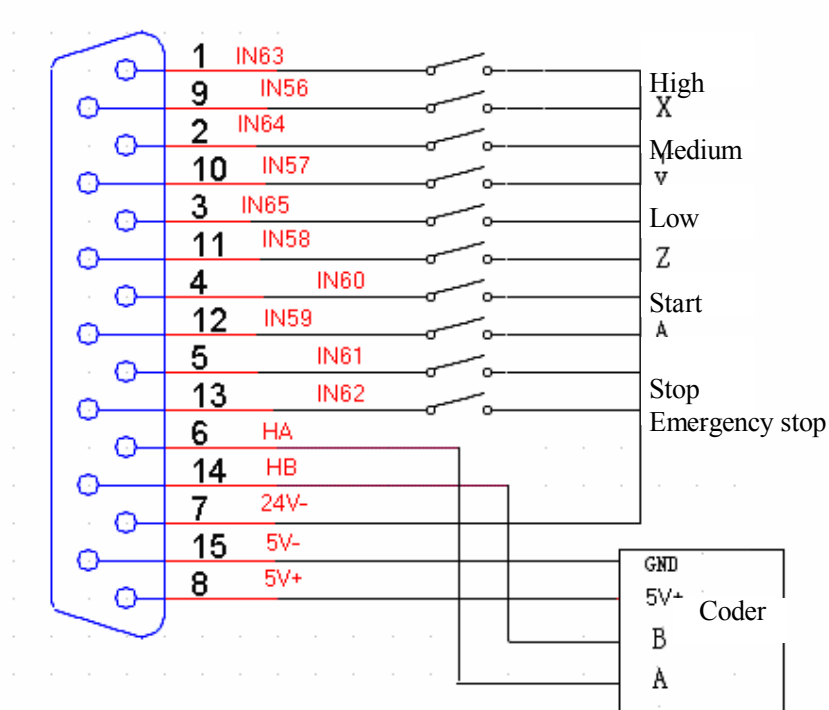 1 IN63
High
9 IN56
X
2 IN64
Medium
10 IN57
3 IN65
Low
11 IN58
Z
4 IN60
Start
12 IN59
A
5 IN61
Stop
13 IN62
Emergency stop
6 HA
14 HB
7 24V-
15 5V-
GND
8 5V+
5V+
Coder
B
A